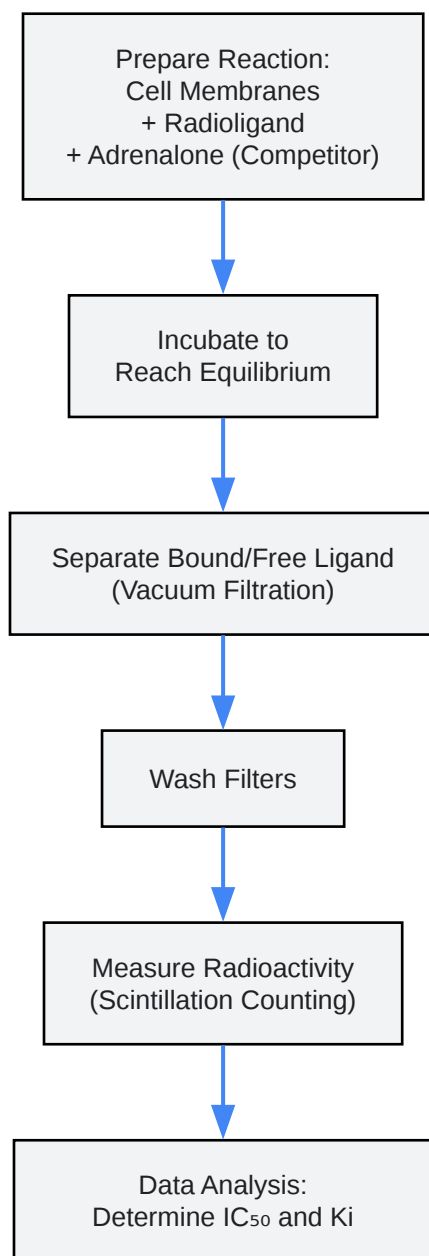 Prepare Reaction:
Cell Membranes
+ Radioligand
+ Adrenalone (Competitor)
Incubate to
Reach Equilibrium
Separate Bound/Free Ligand
(Vacuum Filtration)
Wash Filters
Measure Radioactivity
(Scintillation Counting)
Data Analysis:
Determine IC₅₀ and Ki